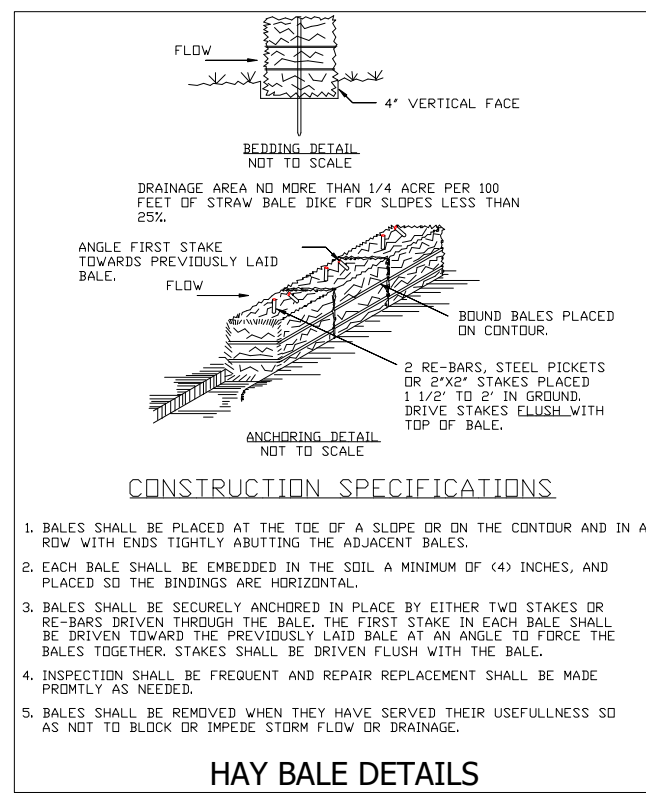 FLOW
4" VERTICAL FACE
BEDDING DETAIL
NOT TO SCALE
DRAINAGE AREA NO MORE THAN 1/4 ACRE PER 100
FEET OF STRAW BALE DIKE FOR SLOPES LESS THAN
25%.
ANGLE FIRST STAKE
TOWARDS PREVIOUSLY LAID
BALE.
FLOW
BOUND BALES PLACED
ON CONTOUR.
2 RE-BARS, STEEL PICKETS
OR 2"X2" STAKES PLACED
1 1/2' TO 2' IN GROUND.
DRIVE STAKES FLUSH WITH
TOP OF BALE.
ANCHORING DETAIL
NOT TO SCALE
CONSTRUCTION SPECIFICATIONS
1. BALES SHALL BE PLACED AT THE TOE OF A SLOPE OR ON THE CONTOUR AND IN A
ROW WITH ENDS TIGHTLY ABUTTING THE ADJACENT BALES.
2. EACH BALE SHALL BE EMBEDDED IN THE SOIL A MINIMUM OF (4) INCHES, AND
PLACED SO THE BINDINGS ARE HORIZONTAL.
3. BALES SHALL BE SECURELY ANCHORED IN PLACE BY EITHER TWO STAKES OR
RE-BARS DRIVEN THROUGH THE BALE. THE FIRST STAKE IN EACH BALE SHALL
BE DRIVEN TOWARD THE PREVIOUSLY LAID BALE AT AN ANGLE TO FORCE THE
BALES TOGETHER. STAKES SHALL BE DRIVEN FLUSH WITH THE BALE.
4. INSPECTION SHALL BE FREQUENT AND REPAIR REPLACEMENT SHALL BE MADE
PROMTLY AS NEEDED.
5. BALES SHALL BE REMOVED WHEN THEY HAVE SERVED THEIR USEFULLNESS SO
AS NOT TO BLOCK OR IMPEDE STORM FLOW OR DRAINAGE.
HAY BALE DETAILS